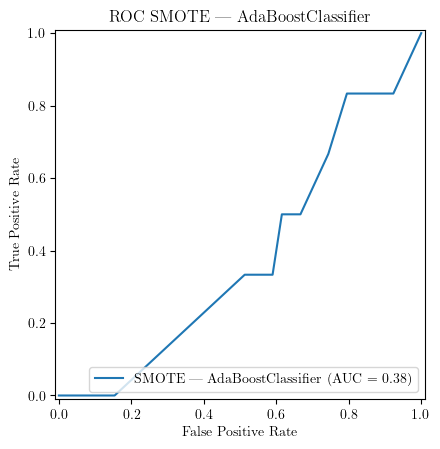 ROC SMOTE — AdaBoostClassifier
True Positive Rate
1.0
0.8
0.6
0.4
0.2
0.0
SMOTE — AdaBoostClassifier (AUC = 0.38)
0.0 0.2 0.4 0.6 0.8 1.0
False Positive Rate